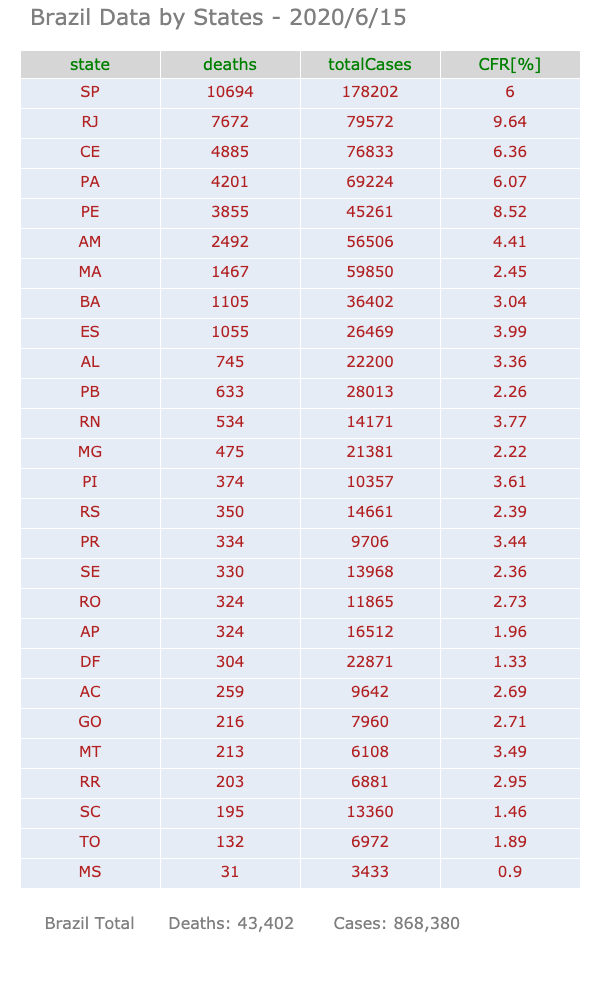 Brazil Data by States - 2020/6/15
state deaths totalCases CFR[%]
SP 10694 178202 6
RJ 7672 79572 9.64
CE 4885 76833 6.36
PA 4201 69224 6.07
PE 3855 45261 8.52
AM 2492 56506 4.41
MA 1467 59850 2.45
BA 1105 36402 3.04
ES 1055 26469 3.99
AL 745 22200 3.36
PB 633 28013 2.26
RN 534 14171 3.77
MG 475 21381 2.22
PI 374 10357 3.61
RS 350 14661 2.39
PR 334 9706 3.44
SE 330 13968 2.36
RO 324 11865 2.73
AP 324 16512 1.96
DF 304 22871 1.33
AC 259 9642 2.69
GO 216 7960 2.71
MT 213 6108 3.49
RR 203 6881 2.95
SC 195 13360 1.46
TO 132 6972 1.89
MS 31 3433 0.9
Brazil Total Deaths: 43,402 Cases: 868,380